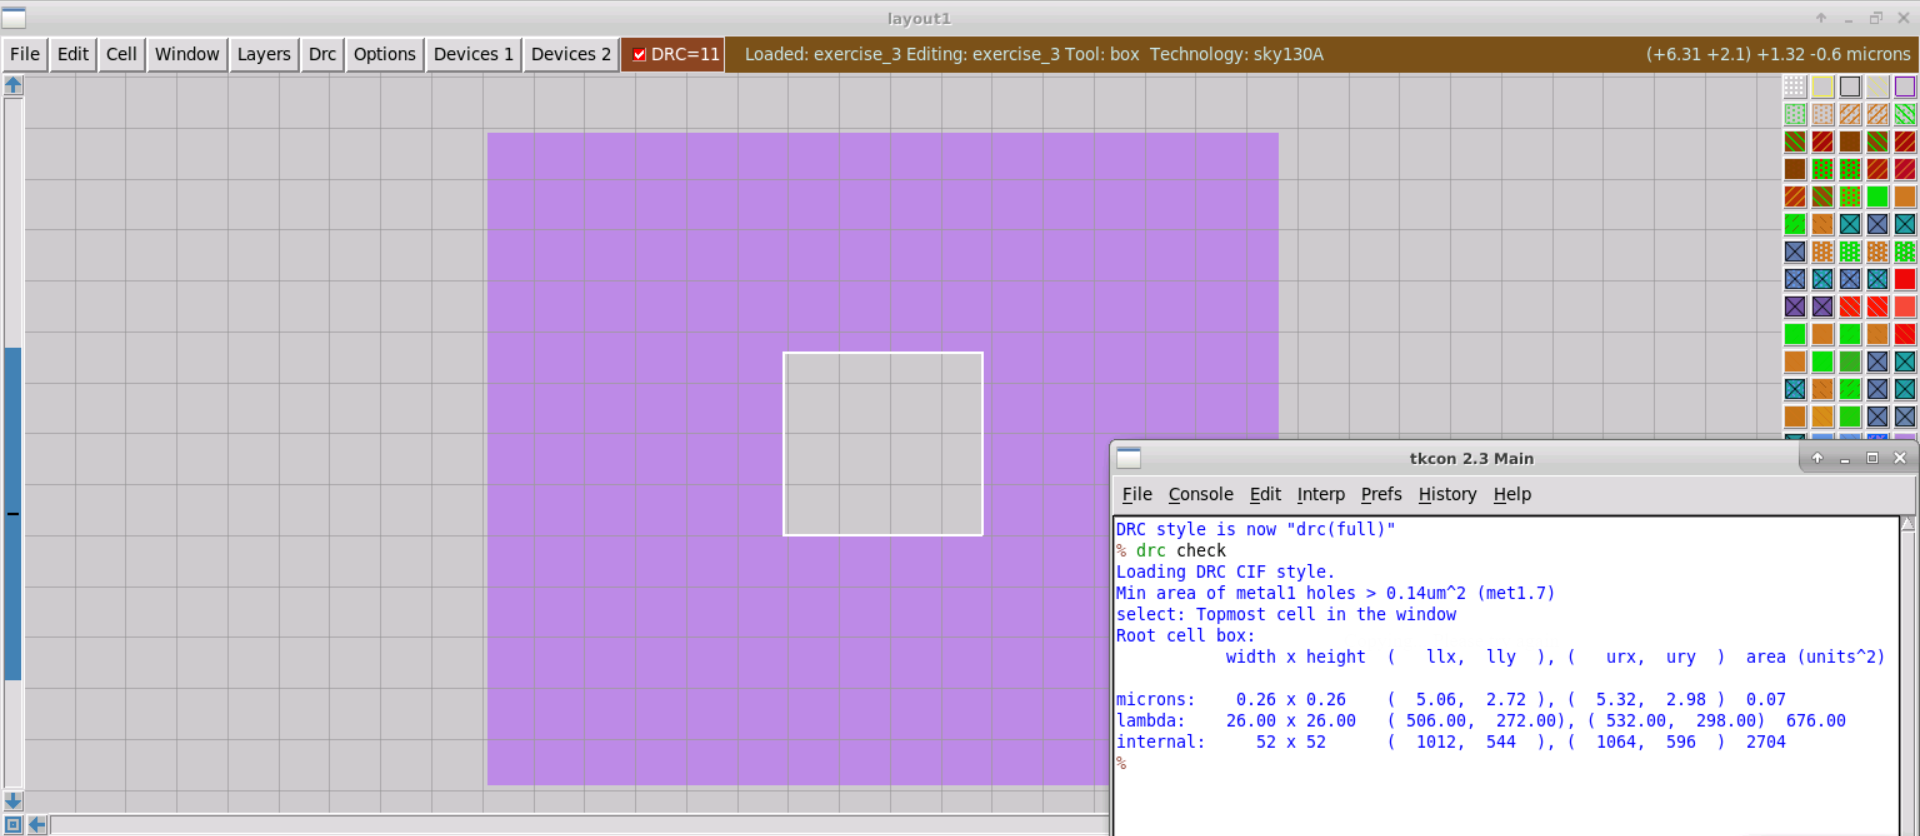 layout1
File Edit Cell Window Layers Drc Options Devices 1 Devices 2 DRC=11 Loaded: exercise_3 Editing: exercise_3 Tool: box Technology: sky130A (+6.31 +2.1) +1.32 -0.6 microns
tkcon 2.3 Main
File Console Edit Interp Prefs History Help
DRC style is now "drc(full)"
% drc check
Loading DRC CIF style.
Min area of metal1 holes > 0.14um^2 (met1.7)
select: Topmost cell in the window
Root cell box:
width x height ( llx, lly ), ( urx, ury ) area (units^2)
microns: 0.26 x 0.26 ( 5.06, 2.72 ), ( 5.32, 2.98 ) 0.07
lambda: 26.00 x 26.00 ( 506.00, 272.00), ( 532.00, 298.00) 676.00
internal: 52 x 52 ( 1012, 544 ), ( 1064, 596 ) 2704
%